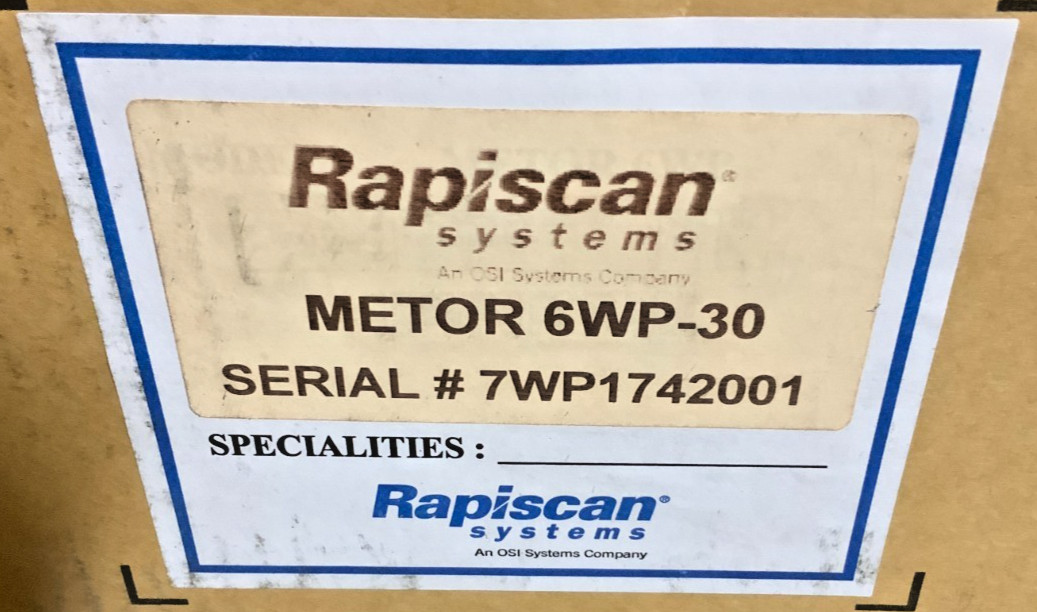 Rapiscan®
systems
An OSI Systems Company
METOR 6WP-30
SERIAL # 7WP1742001
SPECIALITIES :
Rapiscan®
systems
An OSI Systems Company